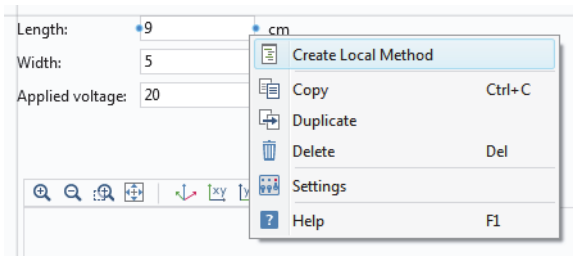 Length: 9 cm
Create Local Method
Width: 5
Copy Ctrl+C
Applied voltage: 20
Duplicate
Delete Del
Settings
xy
Help F1